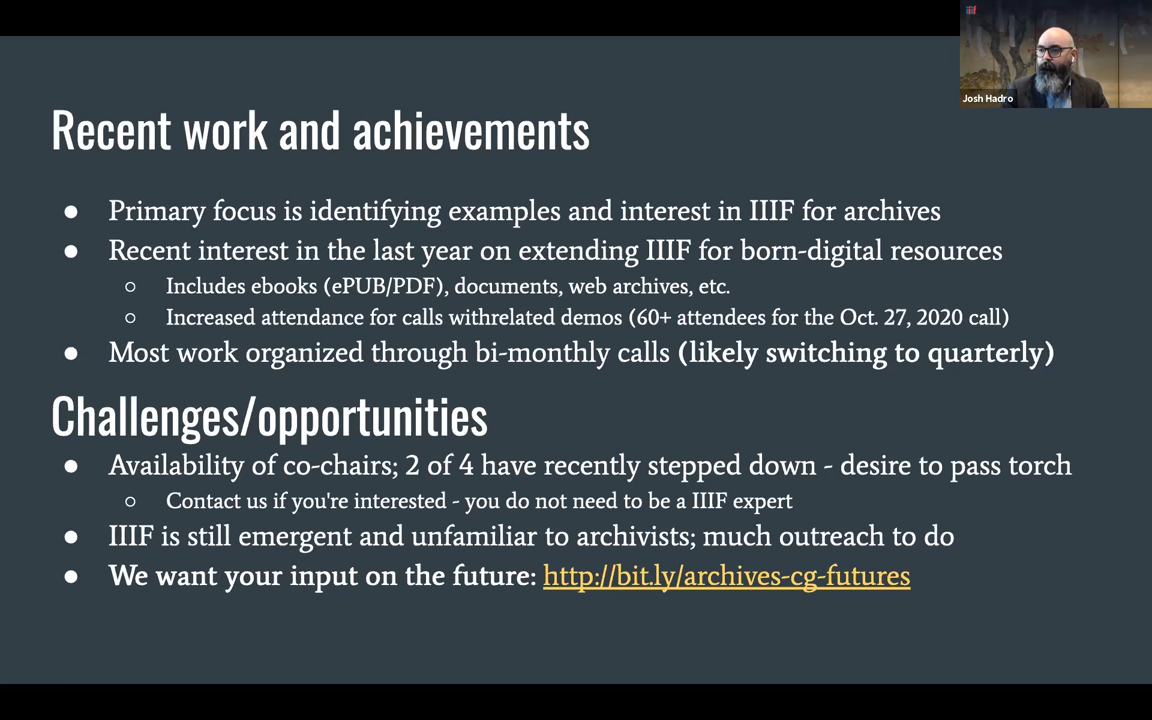 Josh Hadro
Recent work and achievements
● Primary focus is identifying examples and interest in IIIF for archives
● Recent interest in the last year on extending IIIF for born-digital resources
○ Includes ebooks (ePUB/PDF), documents, web archives, etc.
○ Increased attendance for calls withrelated demos (60+ attendees for the Oct. 27, 2020 call)
● Most work organized through bi-monthly calls (likely switching to quarterly)
Challenges/opportunities
● Availability of co-chairs; 2 of 4 have recently stepped down - desire to pass torch
○ Contact us if you're interested - you do not need to be a IIIF expert
● IIIF is still emergent and unfamiliar to archivists; much outreach to do
● We want your input on the future: http://bit.ly/archives-cg-futures